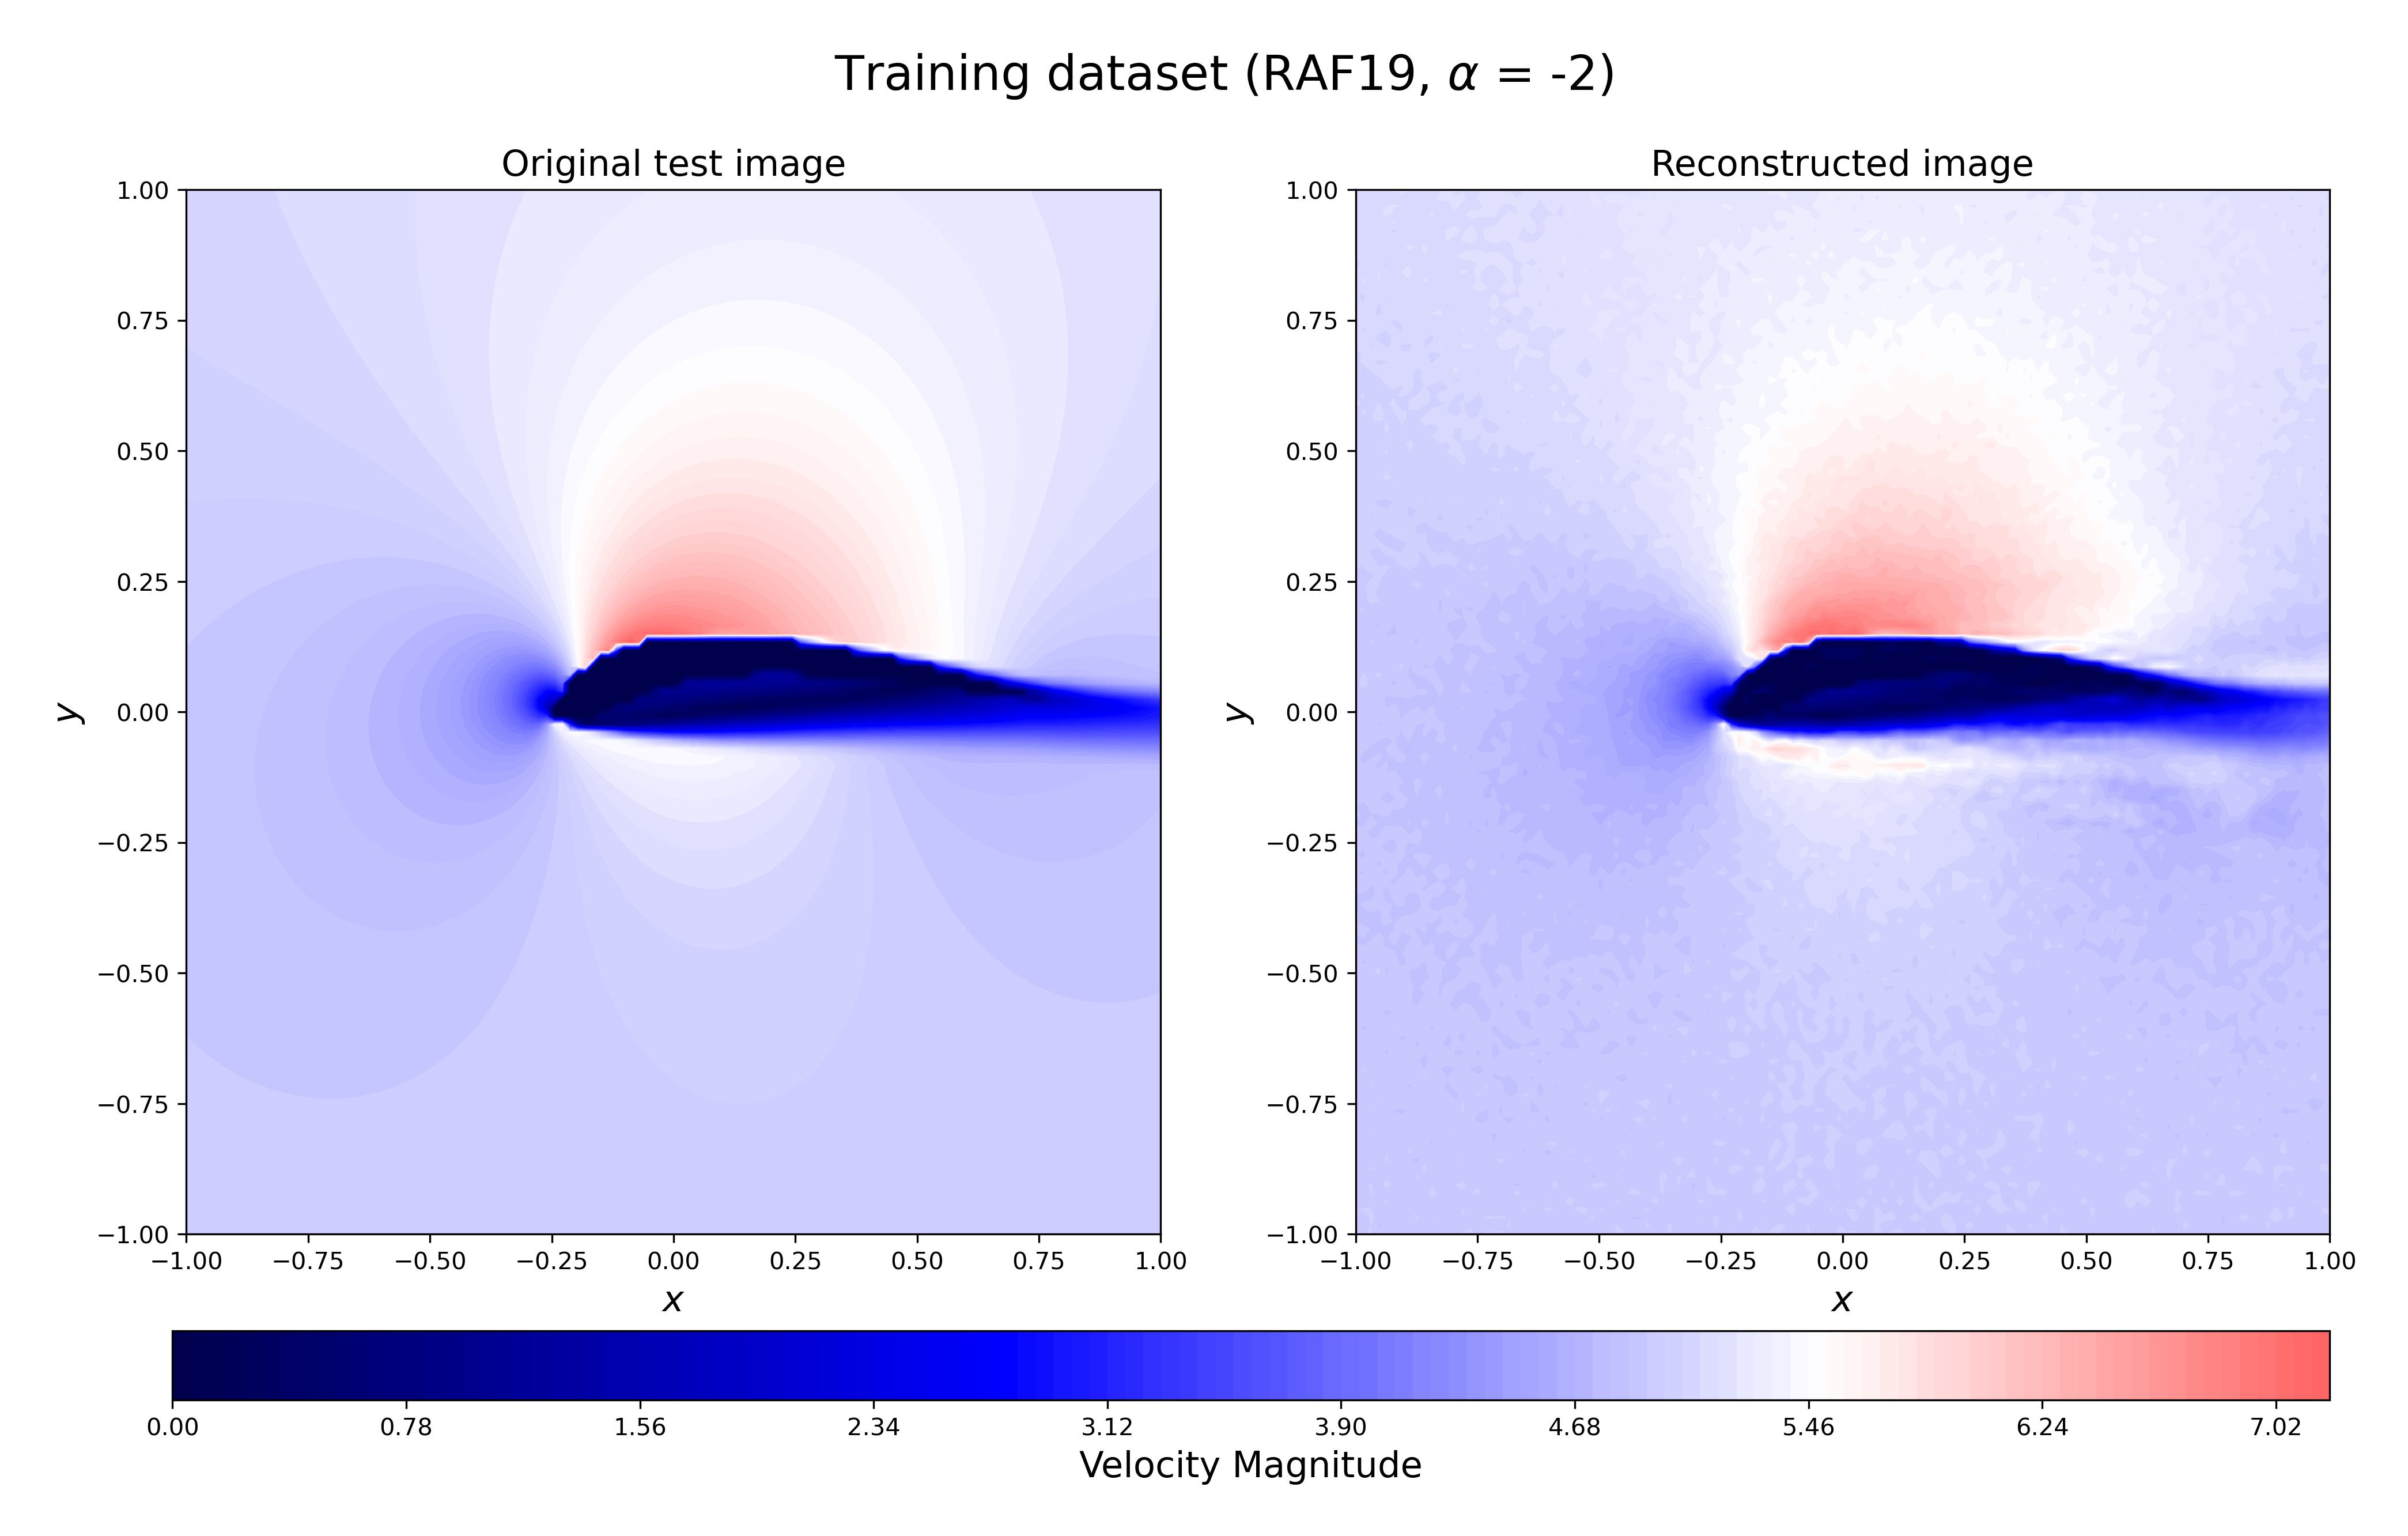 Training dataset (RAF19, α = -2)
Original test image
Reconstructed image
1.00
0.75
0.50
0.25
0.00
−0.25
−0.50
−0.75
−1.00
y
−1.00 −0.75 −0.50 −0.25 0.00 0.25 0.50 0.75 1.00
x
1.00
0.75
0.50
0.25
0.00
−0.25
−0.50
−0.75
−1.00
y
−1.00 −0.75 −0.50 −0.25 0.00 0.25 0.50 0.75 1.00
x
0.00 0.78 1.56 2.34 3.12 3.90 4.68 5.46 6.24 7.02
Velocity Magnitude